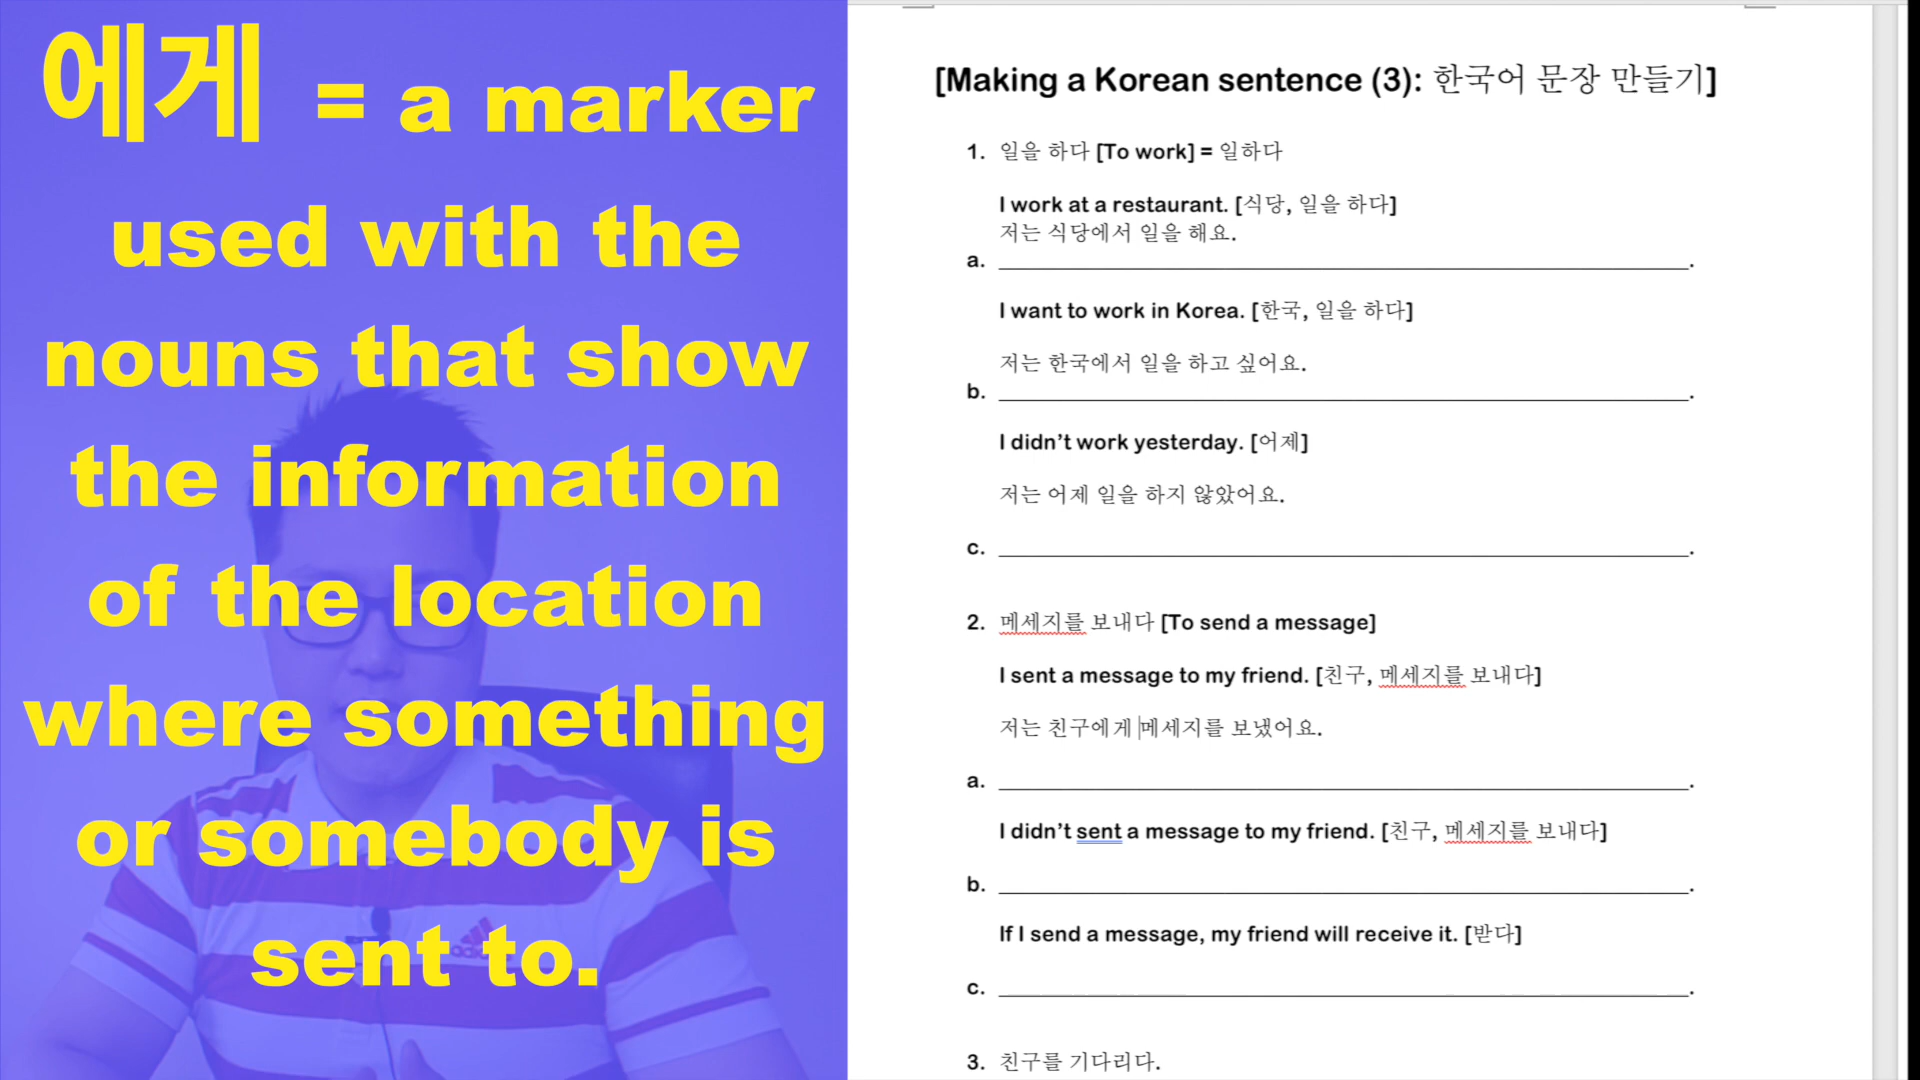 에게 = a marker
used with the
nouns that show
the information
of the location
where something
or somebody is
sent to.
[Making a Korean sentence (3): 한국어 문장 만들기]
1. 일을 하다 [To work] = 일하다
I work at a restaurant. [식당, 일을 하다]
저는 식당에서 일을 해요.
a. ___.
I want to work in Korea. [한국, 일을 하다]
저는 한국에서 일을 하고 싶어요.
b. ___.
I didn’t work yesterday. [어제]
저는 어제 일을 하지 않았어요.
c. ___.
2. 메세지를 보내다 [To send a message]
I sent a message to my friend. [친구, 메세지를 보내다]
저는 친구에게 메세지를 보냈어요.
a. ___.
I didn’t sent a message to my friend. [친구, 메세지를 보내다]
b. ___.
If I send a message, my friend will receive it. [받다]
c. ___.
3. 친구를 기다리다.
adidas